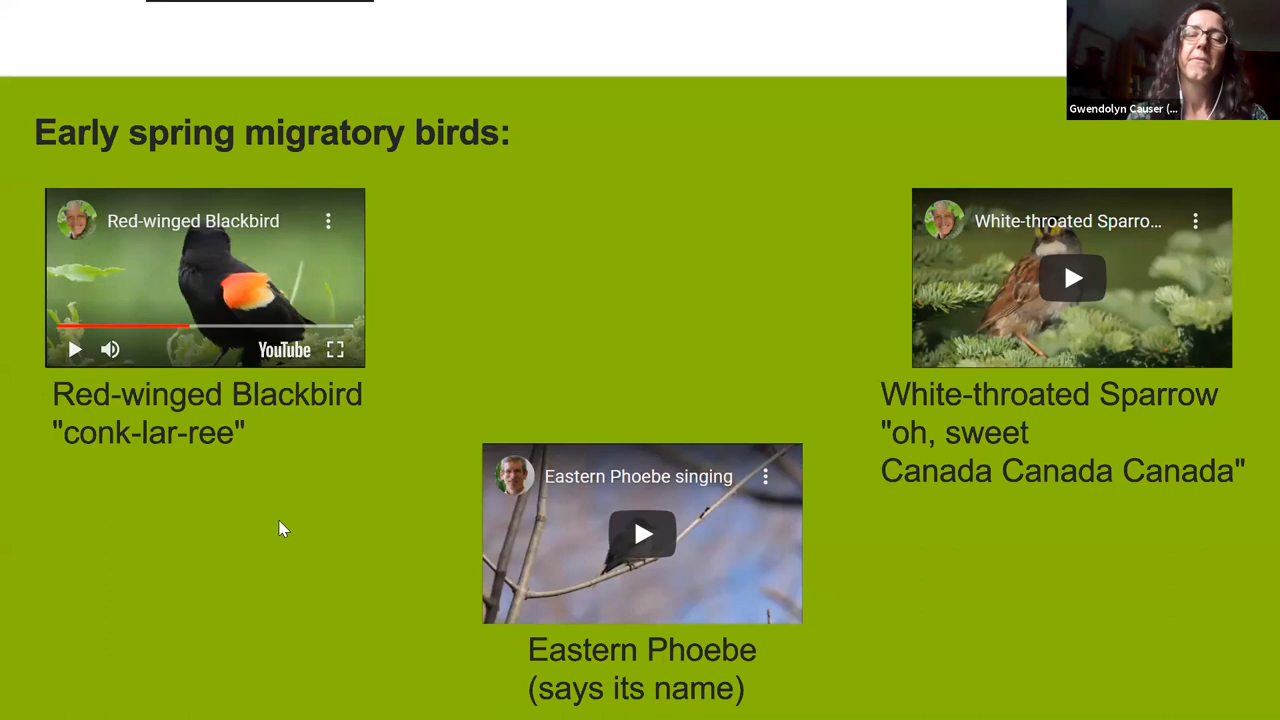 Gwendolyn Causer (...
Early spring migratory birds:
Red-winged Blackbird
YouTube
Red-winged Blackbird
"conk-lar-ree"
White-throated Sparro...
White-throated Sparrow
"oh, sweet
Canada Canada Canada"
Eastern Phoebe singing
Eastern Phoebe
(says its name)